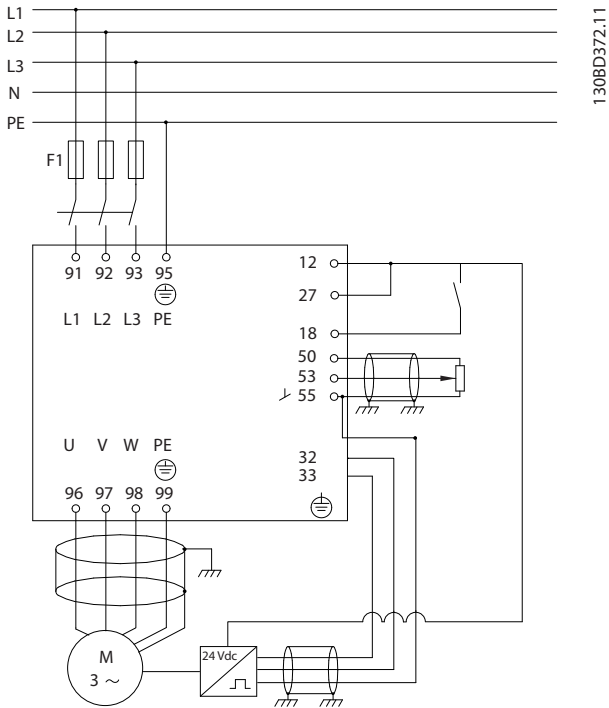 L1
L2
L3
N
PE
130BD372.11
F1
91 92 93 95
L1 L2 L3 PE
12
27
18
50
53
55
U V W PE
32
33
96 97 98 99
M
3 ~
24 Vdc